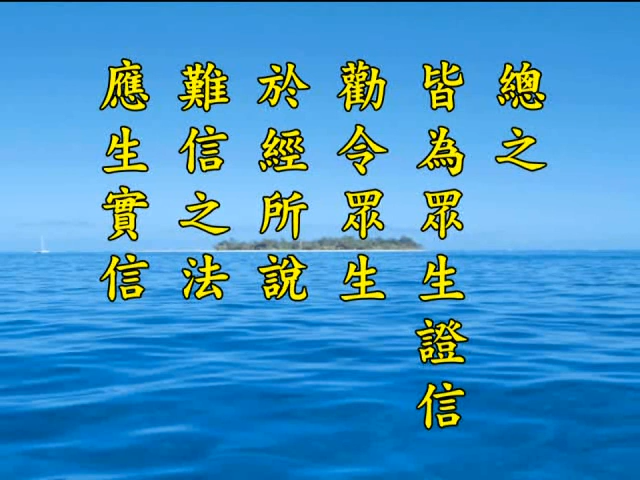 總之
皆為眾生證信
勸令眾生
於經所說
難信之法
應生實信